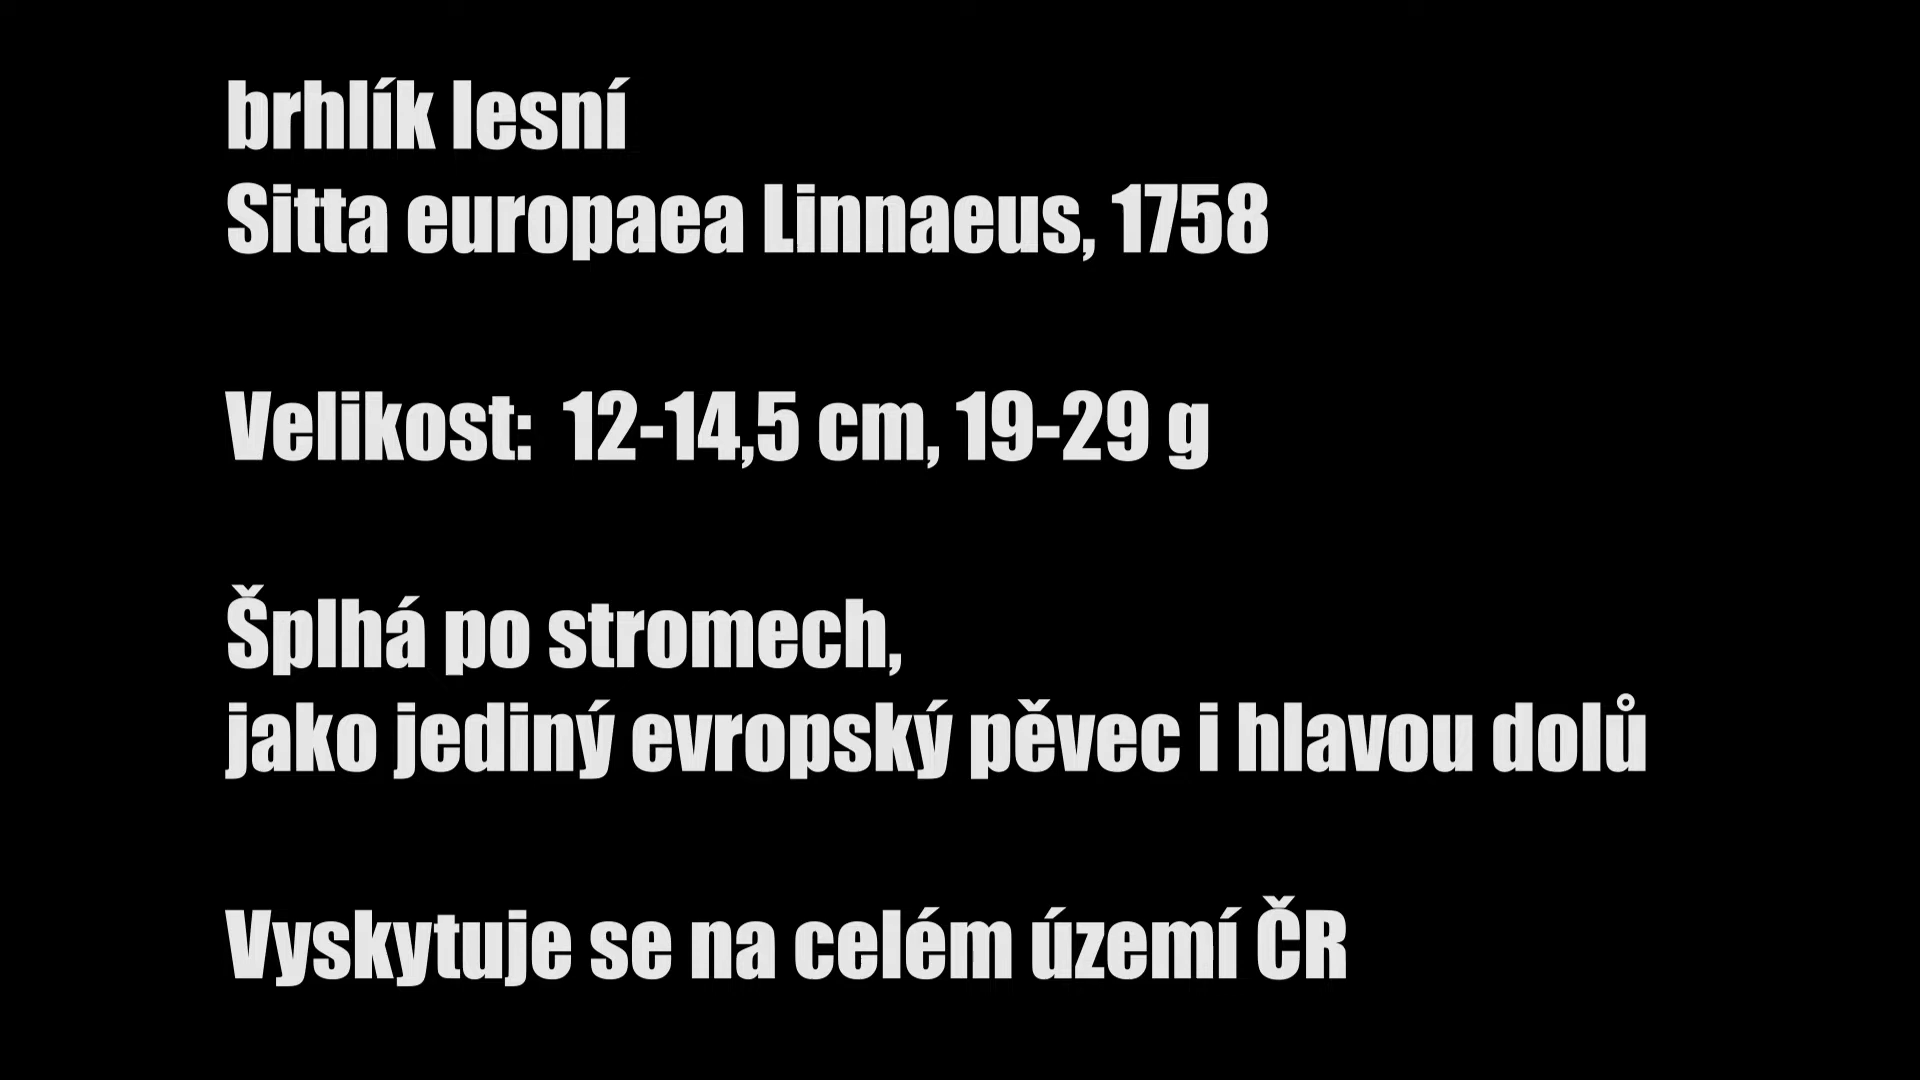 brhlík lesní
Sitta europaea Linnaeus, 1758
Velikost:  12-14,5 cm, 19-29 g
Šplhá po stromech,
jako jediný evropský pěvec i hlavou dolů
Vyskytuje se na celém území ČR